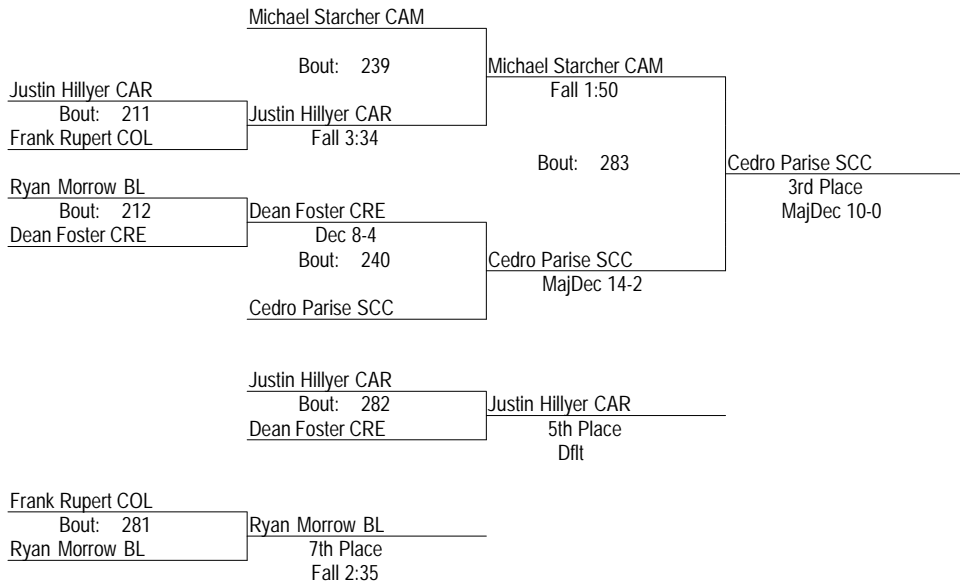 Michael Starcher CAM
Bout: 239
Michael Starcher CAM
Justin Hillyer CAR
Fall 1:50
Bout: 211
Justin Hillyer CAR
Frank Rupert COL
Fall 3:34
Bout: 283
Cedro Parise SCC
Ryan Morrow BL
3rd Place
Bout: 212
Dean Foster CRE
MajDec 10-0
Dean Foster CRE
Dec 8-4
Bout: 240
Cedro Parise SCC
MajDec 14-2
Cedro Parise SCC
Justin Hillyer CAR
Bout: 282
Justin Hillyer CAR
Dean Foster CRE
5th Place
Dflt
Frank Rupert COL
Bout: 281
Ryan Morrow BL
Ryan Morrow BL
7th Place
Fall 2:35